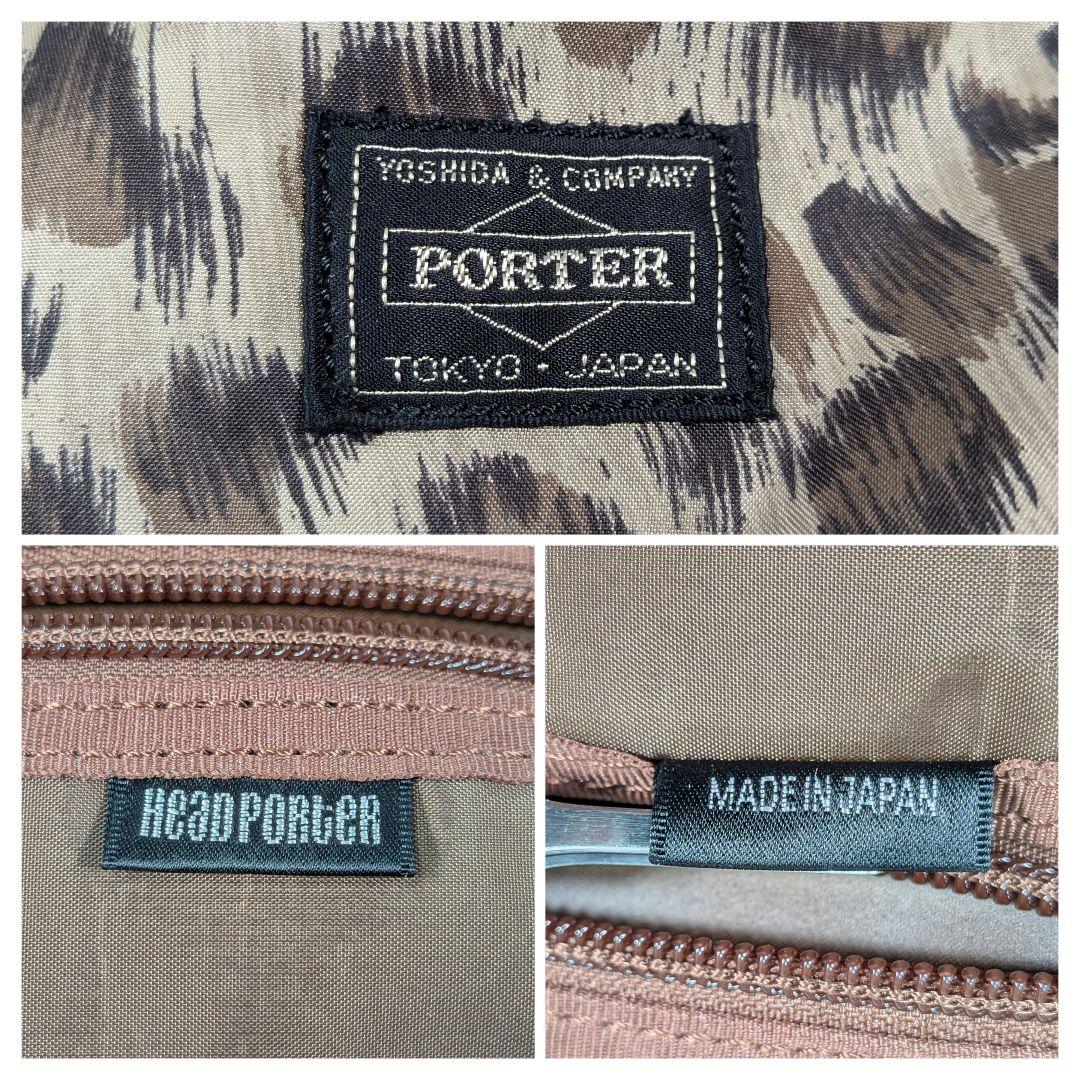 YOSHIDA & COMPANY
PORTER
TOKYO · JAPAN
HEADPORTER
MADE IN JAPAN